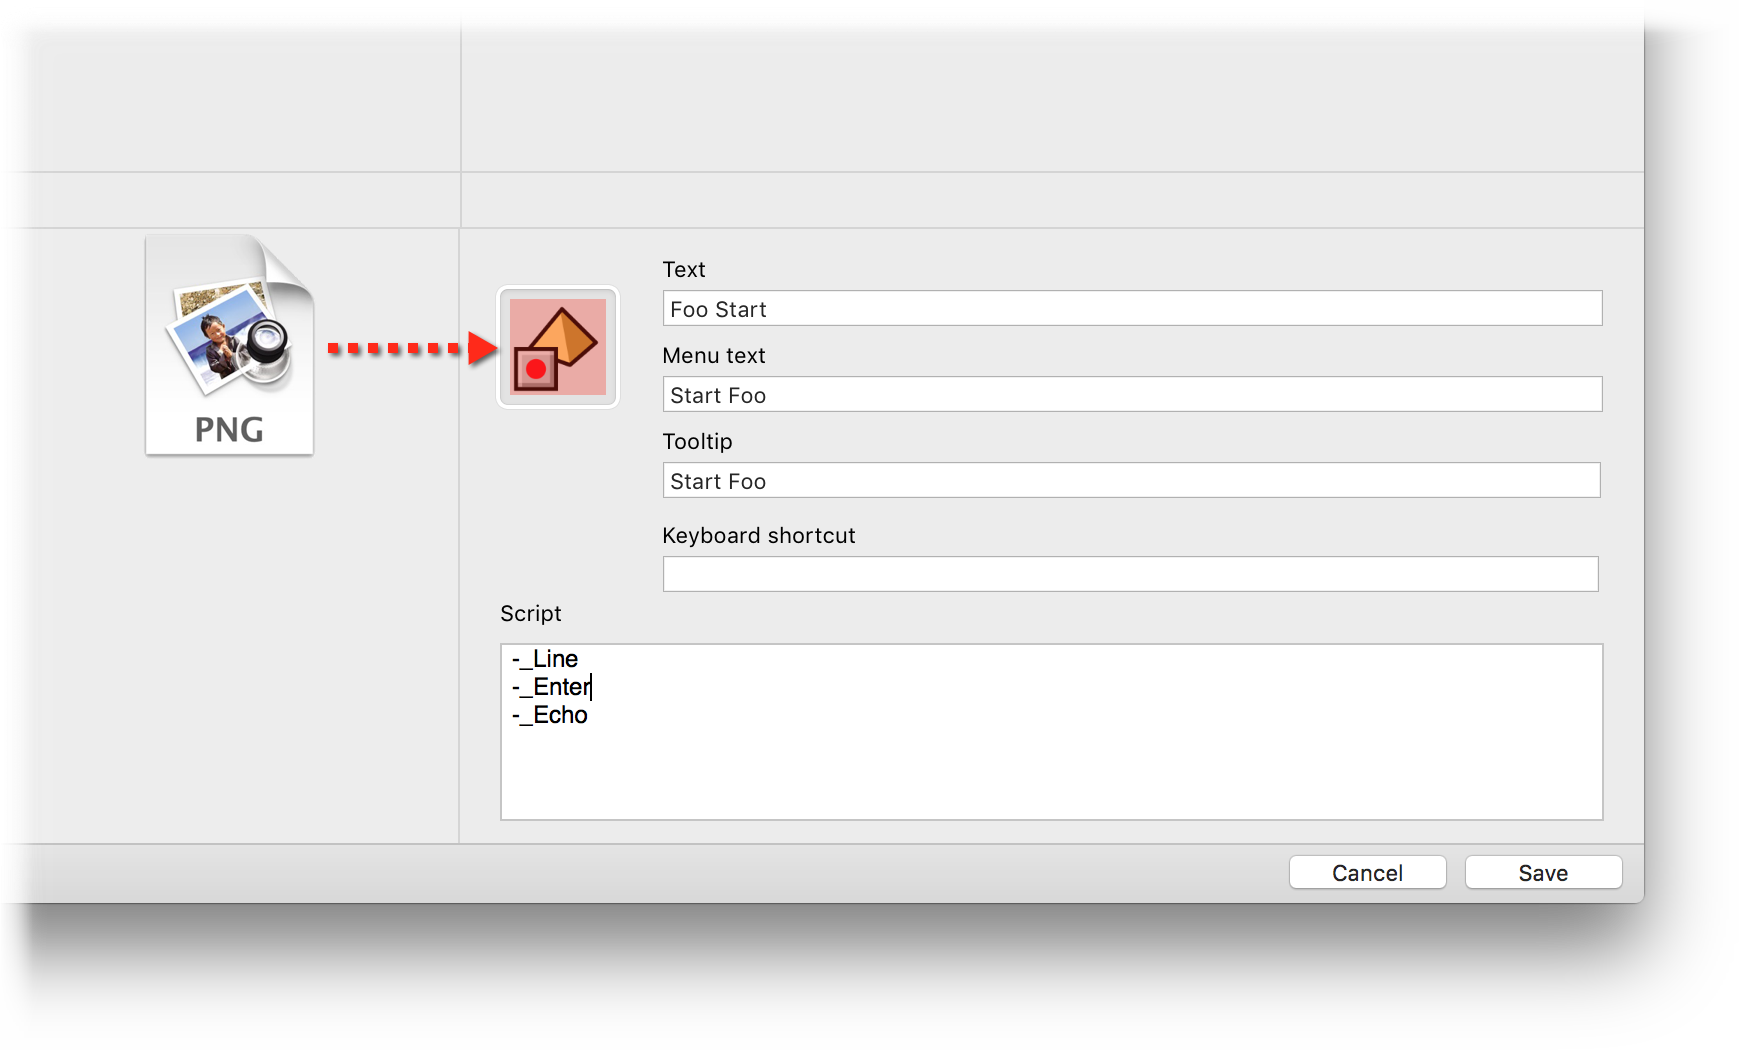 PNG
Text
Foo Start
Menu text
Start Foo
Tooltip
Start Foo
Keyboard shortcut
Script
-_Line
-_Enter
-_Echo
Cancel
Save